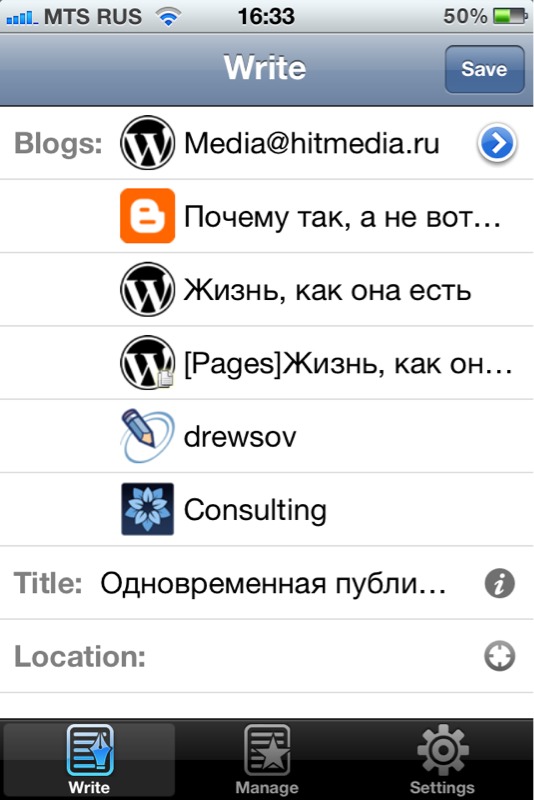 MTS RUS 16:33 50%
Write Save
Blogs: Media@hitmedia.ru
Почему так, а не вот…
Жизнь, как она есть
[Pages]Жизнь, как он…
drewsov
Consulting
Title: Одновременная публи…
Location:
Write Manage Settings